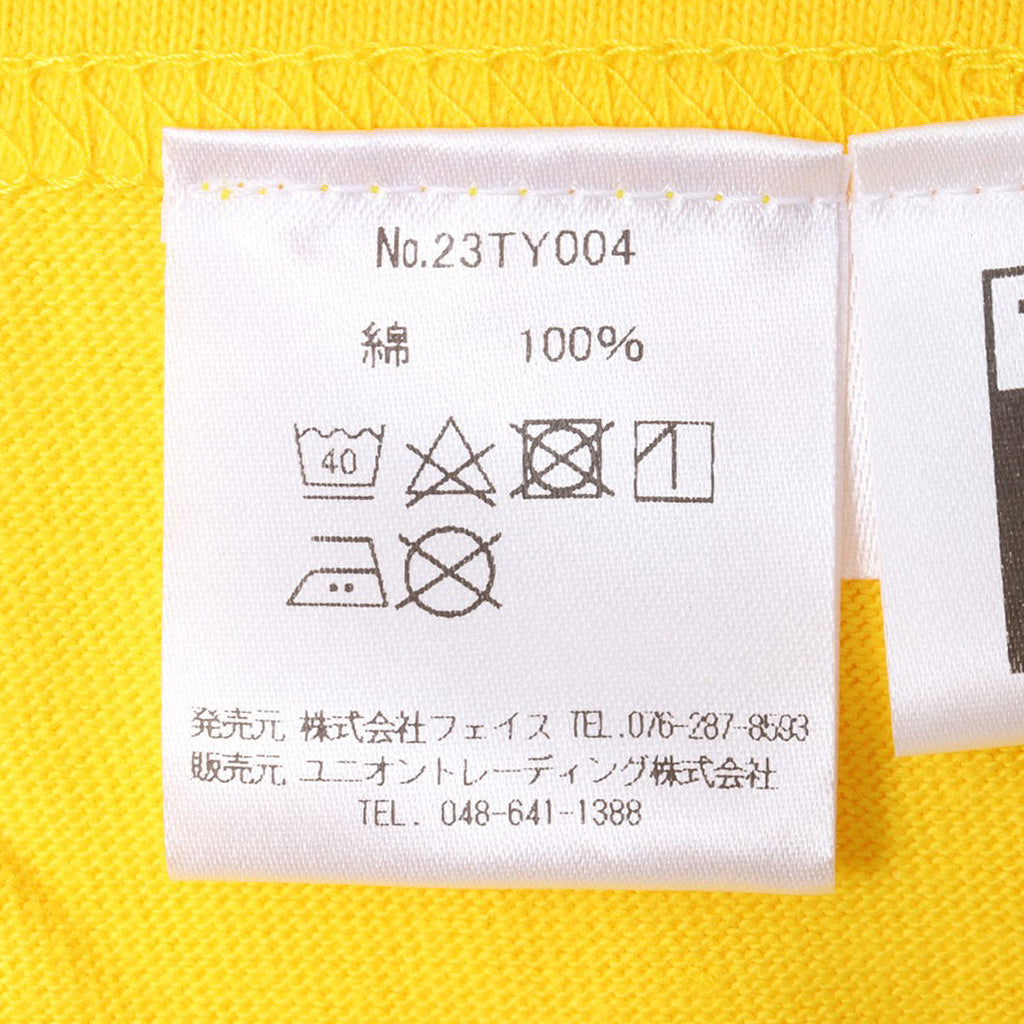 No.23TY004
綿 100%
40
発売元 株式会社フェイス TEL.076-287-8593
販売元 ユニオントレーディング株式会社
TEL. 048-641-1388